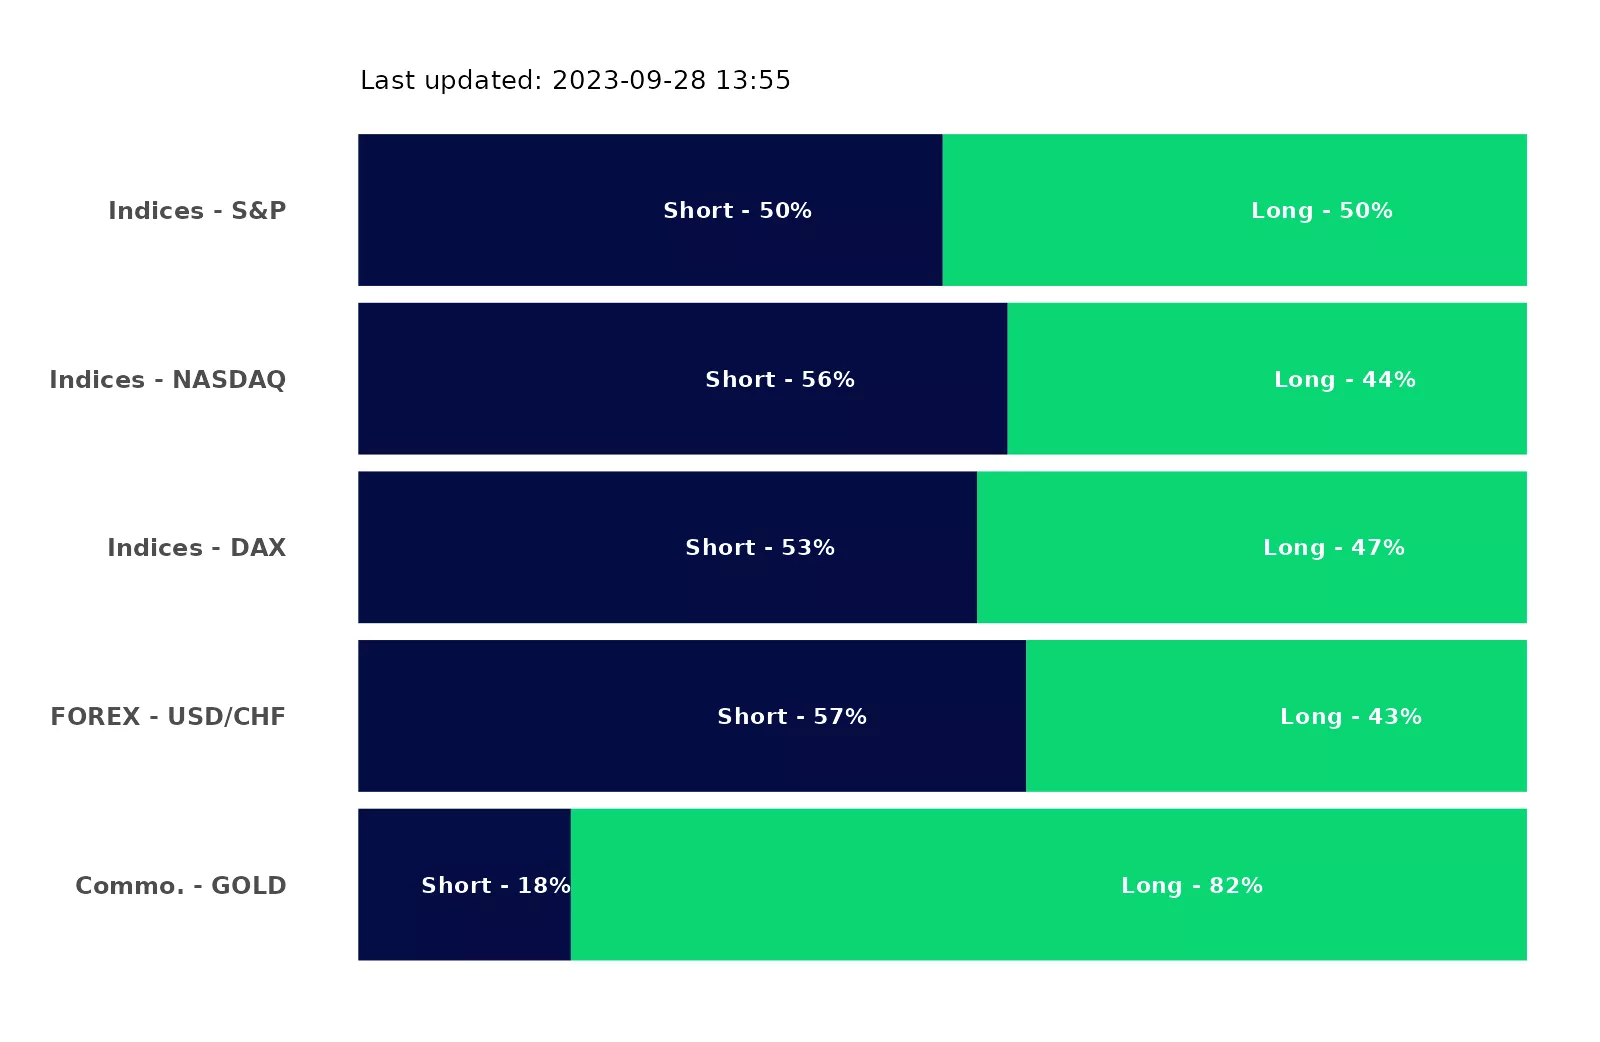 Last updated: 2023-09-28 13:55
Indices - S&P Short - 50% Long - 50%
Indices - NASDAQ Short - 56% Long - 44%
Indices - DAX Short - 53% Long - 47%
FOREX - USD/CHF Short - 57% Long - 43%
Commo. - GOLD Short - 18% Long - 82%